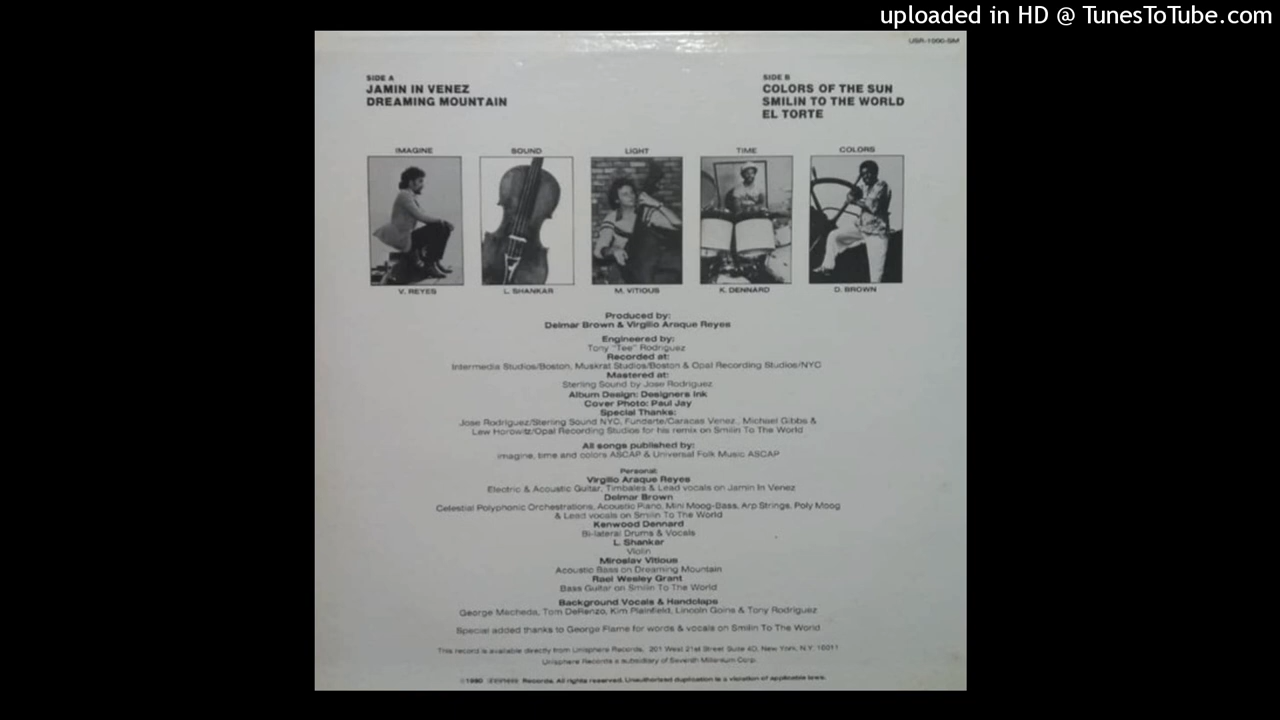 uploaded in HD @ TunesToTube.com
USR-1000-SM
SIDE A
JAMIN IN VENEZ
DREAMING MOUNTAIN
SIDE B
COLORS OF THE SUN
SMILIN TO THE WORLD
EL TORTE
IMAGINE SOUND LIGHT TIME COLORS
V. REYES L. SHANKAR M. VITIOUS K. DENNARD D. BROWN
Produced by:
Delmar Brown & Virgilio Araque Reyes
Engineered by:
Tony "Tee" Rodriguez
Recorded at:
Intermedia Studios/Boston, Muskrat Studios/Boston & Opal Recording Studios/NYC
Mastered at:
Sterling Sound by Jose Rodriguez
Album Design: Designers Ink
Cover Photo: Paul Jay
Special Thanks:
Jose Rodriguez/Sterling Sound NYC, Fundarte/Caracas Venez., Michael Gibbs &
Lew Horowitz/Opal Recording Studios for his remix on Smilin To The World
All songs published by:
imagine, time and colors ASCAP & Universal Folk Music ASCAP
Personal:
Virgilio Araque Reyes
Electric & Acoustic Guitar, Timbales & Lead vocals on Jamin In Venez
Delmar Brown
Celestial Polyphonic Orchestrations, Acoustic Piano, Mini Moog-Bass, Arp Strings, Poly Moog
& Lead vocals on Smilin To The World
Kenwood Dennard
Bi-lateral Drums & Vocals
L. Shankar
Violin
Miroslav Vitious
Acoustic Bass on Dreaming Mountain
Rael Wesley Grant
Bass Guitar on Smilin To The World
Background Vocals & Handclaps
George Macheda, Tom DeRenzo, Kim Plainfield, Lincoln Goins & Tony Rodriguez
Special added thanks to George Flame for words & vocals on Smilin To The World
This record is available directly from Unisphere Records, 201 West 21st Street Suite 4D, New York, N.Y. 10011
Unisphere Records a subsidiary of Seventh Millenium Corp.
©1980 Records. All rights reserved. Unauthorized duplication is a violation of applicable laws.